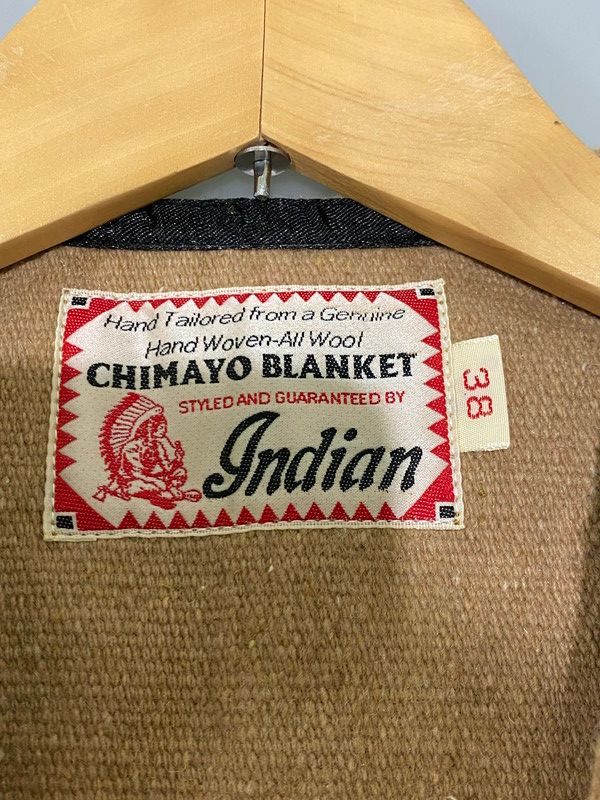 Hand Tailored from a Genuine
Hand Woven-All Wool
CHIMAYO BLANKET
STYLED AND GUARANTEED BY
Indian
38